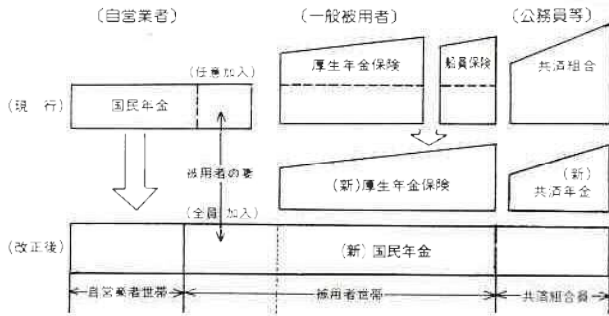 (自営業者) (一般被用者) (公務員等)
(任意加入) 厚生年金保険 船員保険 共済組合
(現 行) 国民年金
被用者の妻
(新)厚生年金保険 (新)
共済年金
(全員 加入)
(改正後) (新)国民年金
自営業者世帯 被用者世帯 共済組合員